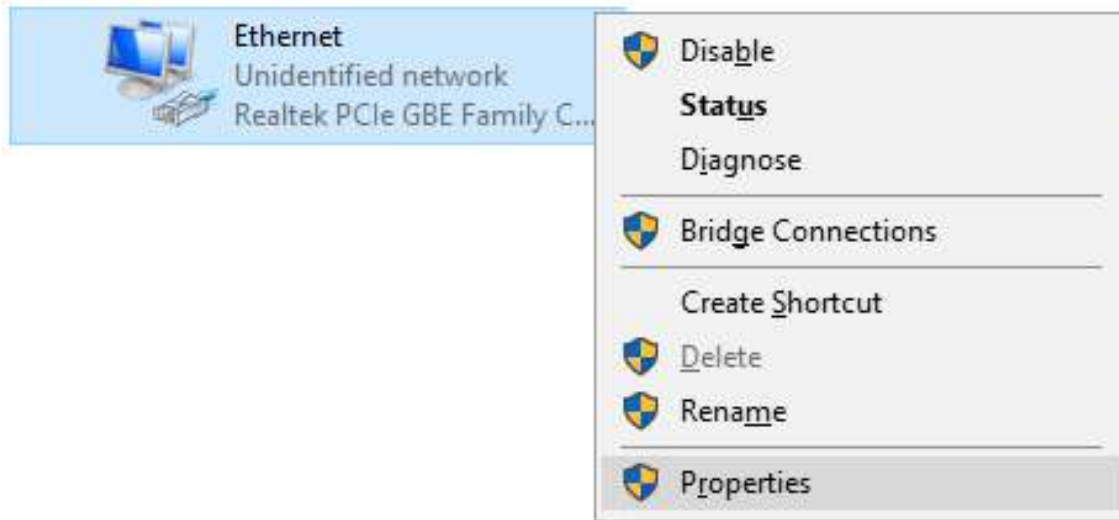 Ethernet
Unidentified network
Realtek PCIe GBE Family C...
Disable
Status
Diagnose
Bridge Connections
Create Shortcut
Delete
Rename
Properties